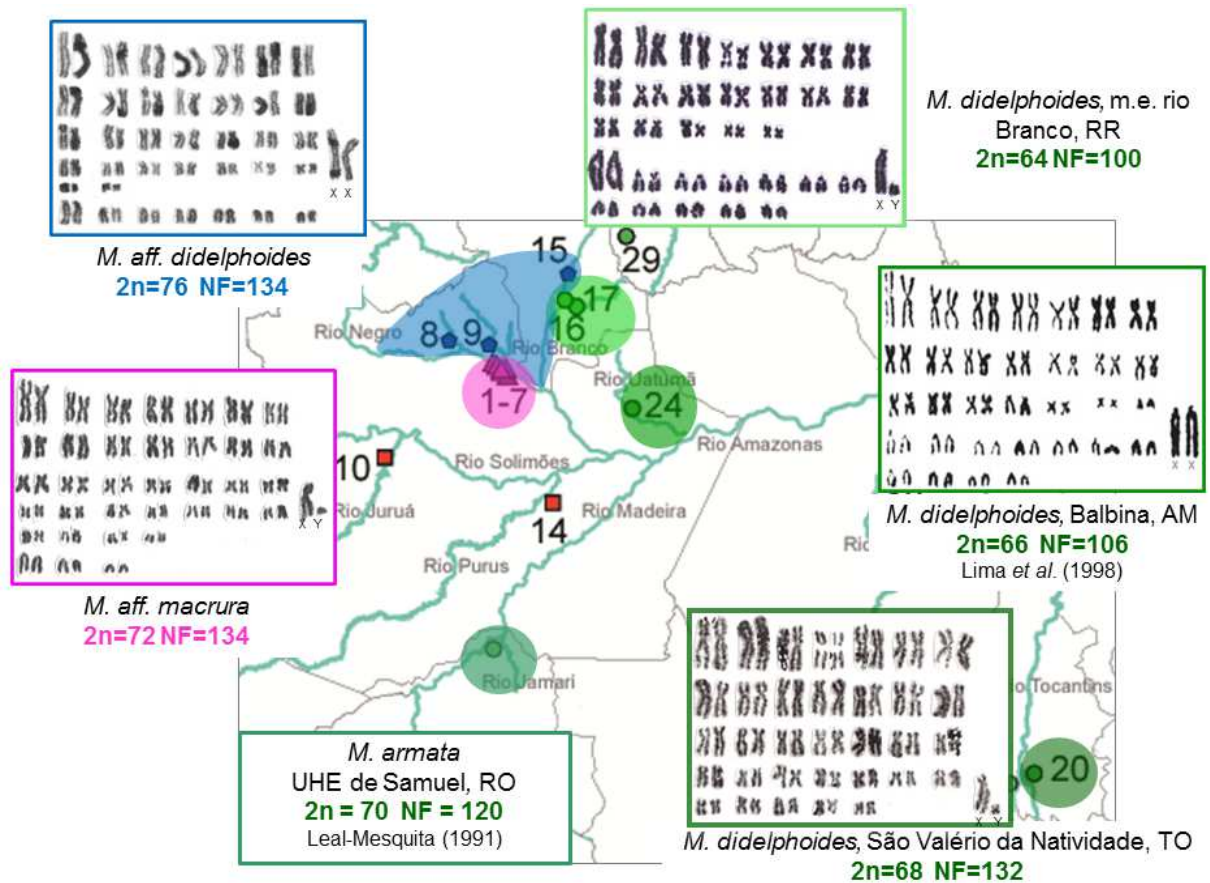 M. didelphoides, m.e. rio
Branco, RR
2n=64 NF=100
X X
X Y
M. aff. didelphoides
2n=76 NF=134
15
29
17
16
Rio Negro
8
9
Rio Branco
1-7
Rio Uatumã
24
X X
Rio Amazonas
M. didelphoides, Balbina, AM
2n=66 NF=106
Lima et al. (1998)
10
Rio Solimões
X Y
Rio Juruá
14
Rio Madeira
Rio
Rio Purus
M. aff. macrura
2n=72 NF=134
Rio Jamari
so Tocantins
20
M. armata
UHE de Samuel, RO
2n = 70 NF = 120
Leal-Mesquita (1991)
X Y
M. didelphoides, São Valério da Natividade, TO
2n=68 NF=132